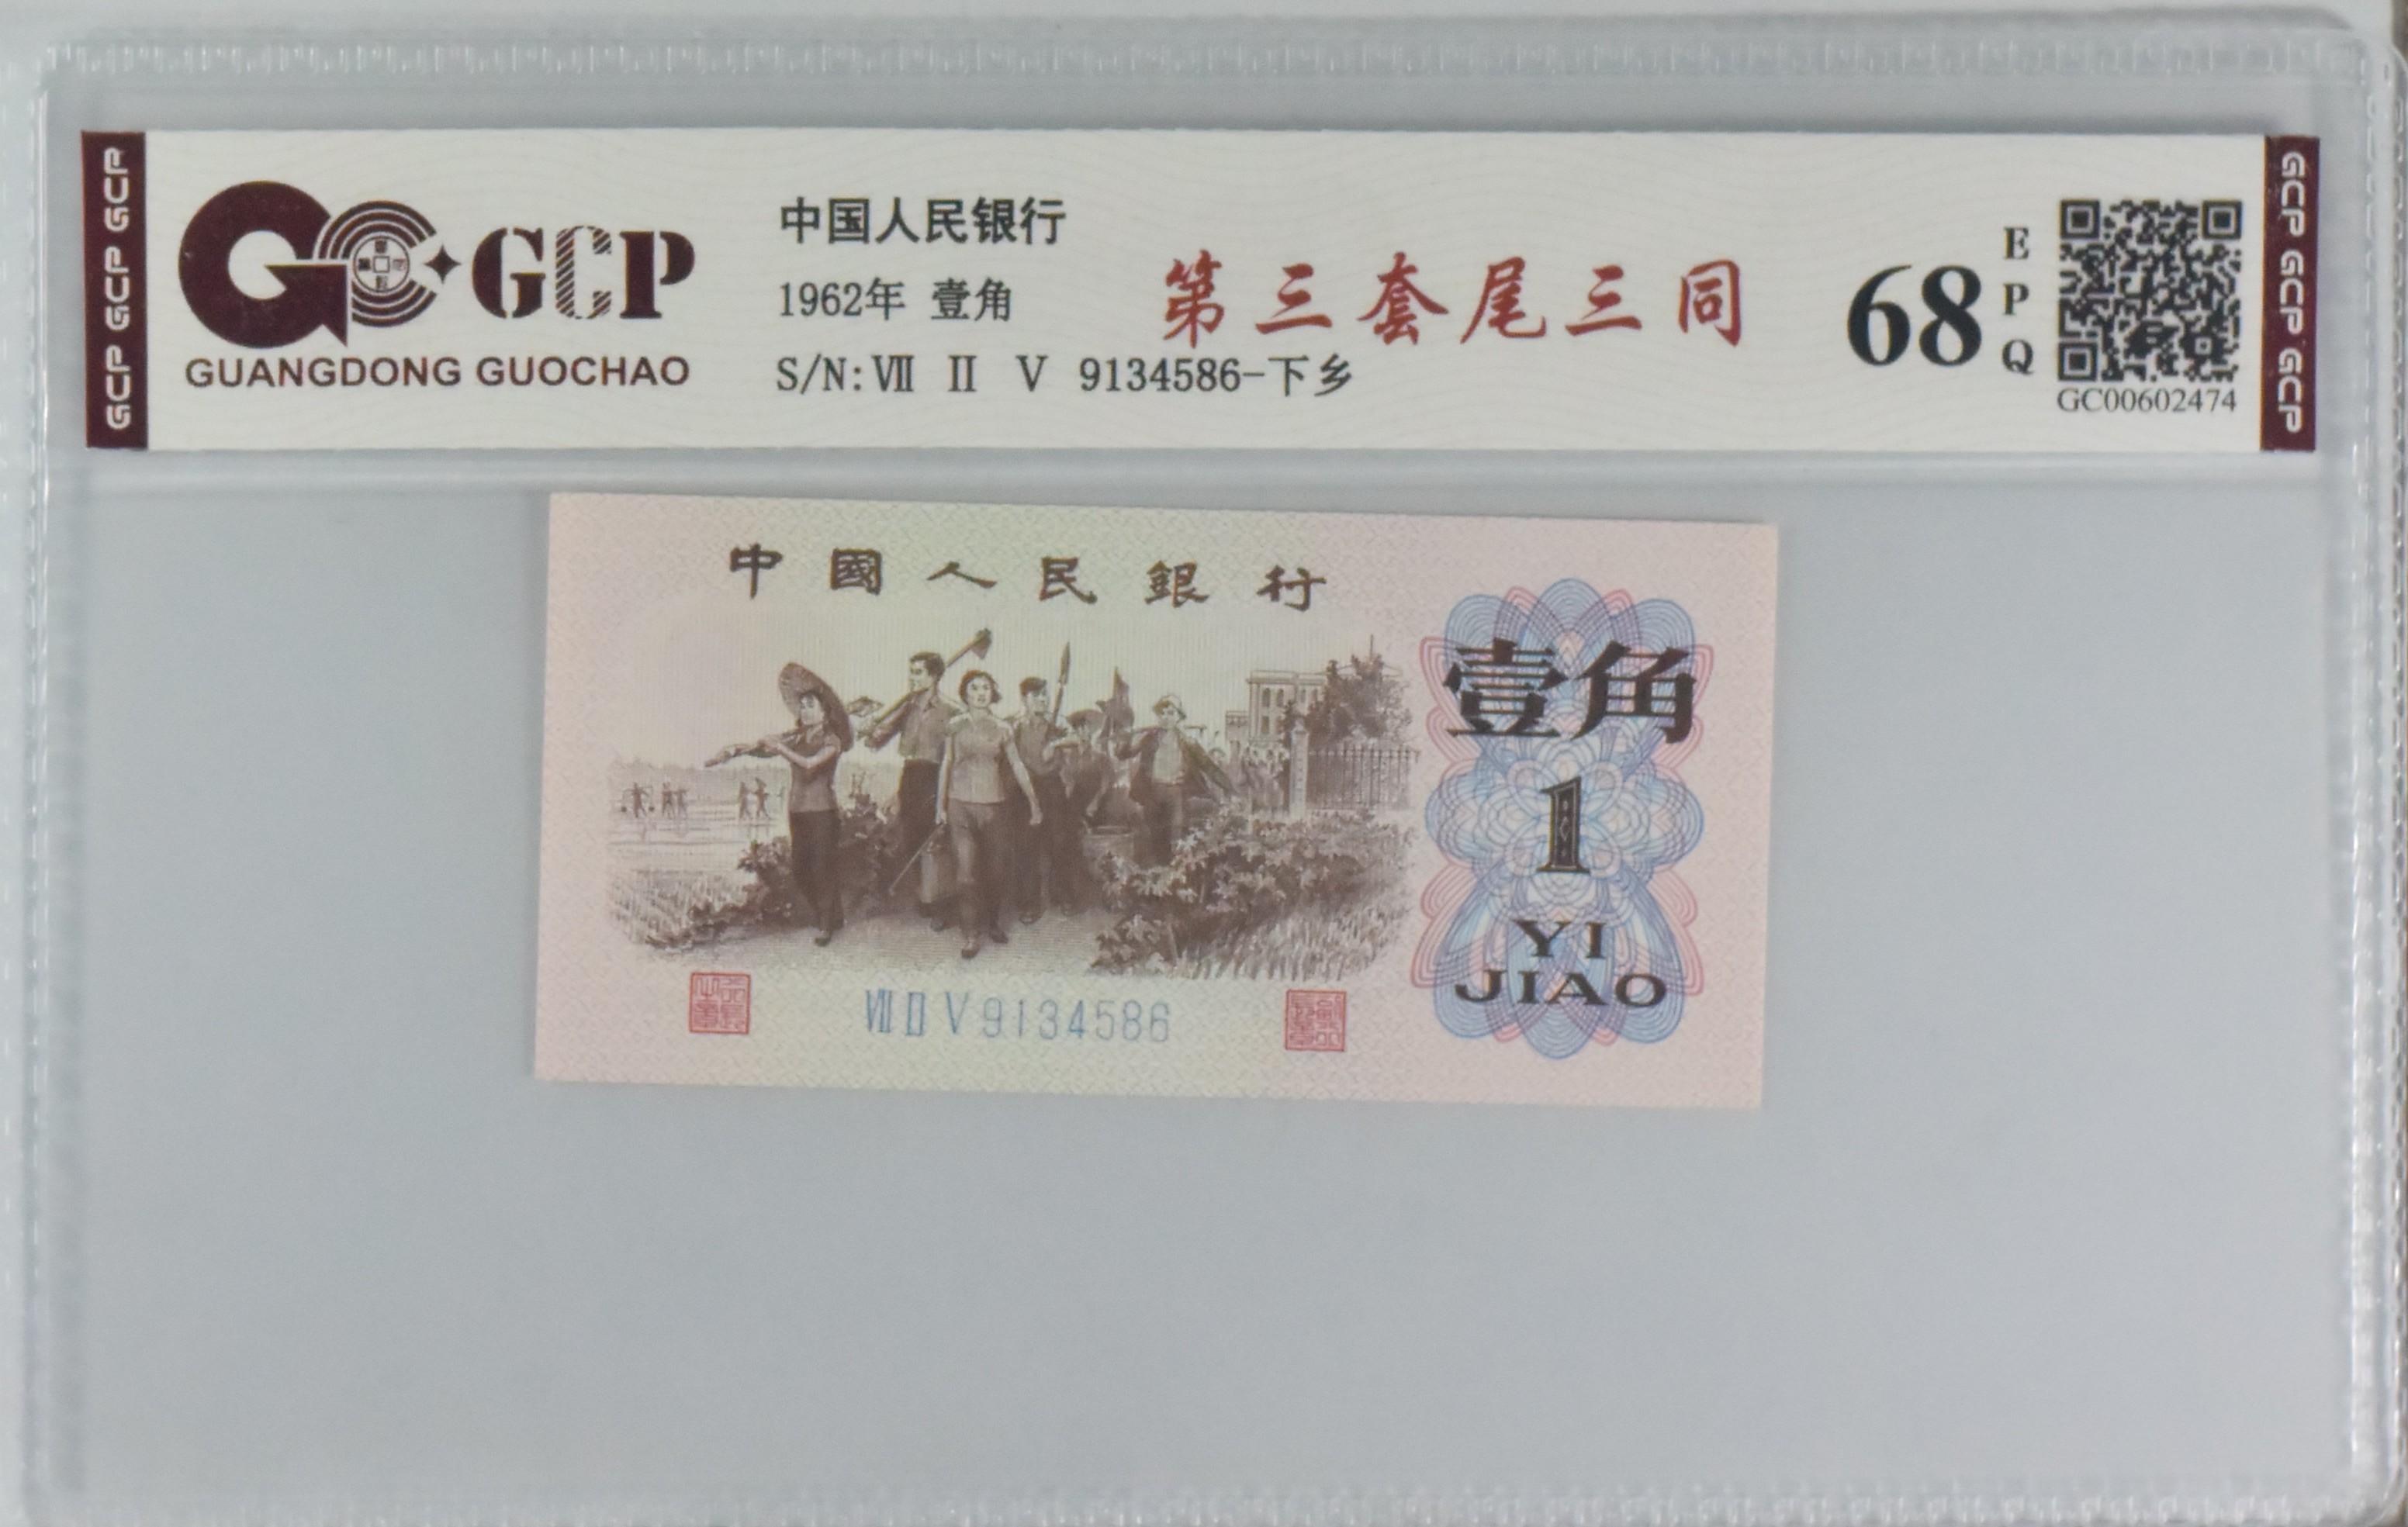 GCP GCP GCP
GCP
GUANGDONG GUOCHAO
中国人民银行
1962年 壹角
S/N:Ⅶ Ⅱ Ⅴ 9134586-下乡
第三套尾三同
68
EPQ
GC00602474
GCP GCP GCP
中國人民銀行
壹角
1
YI
JIAO
Ⅶ Ⅱ Ⅴ 9134586